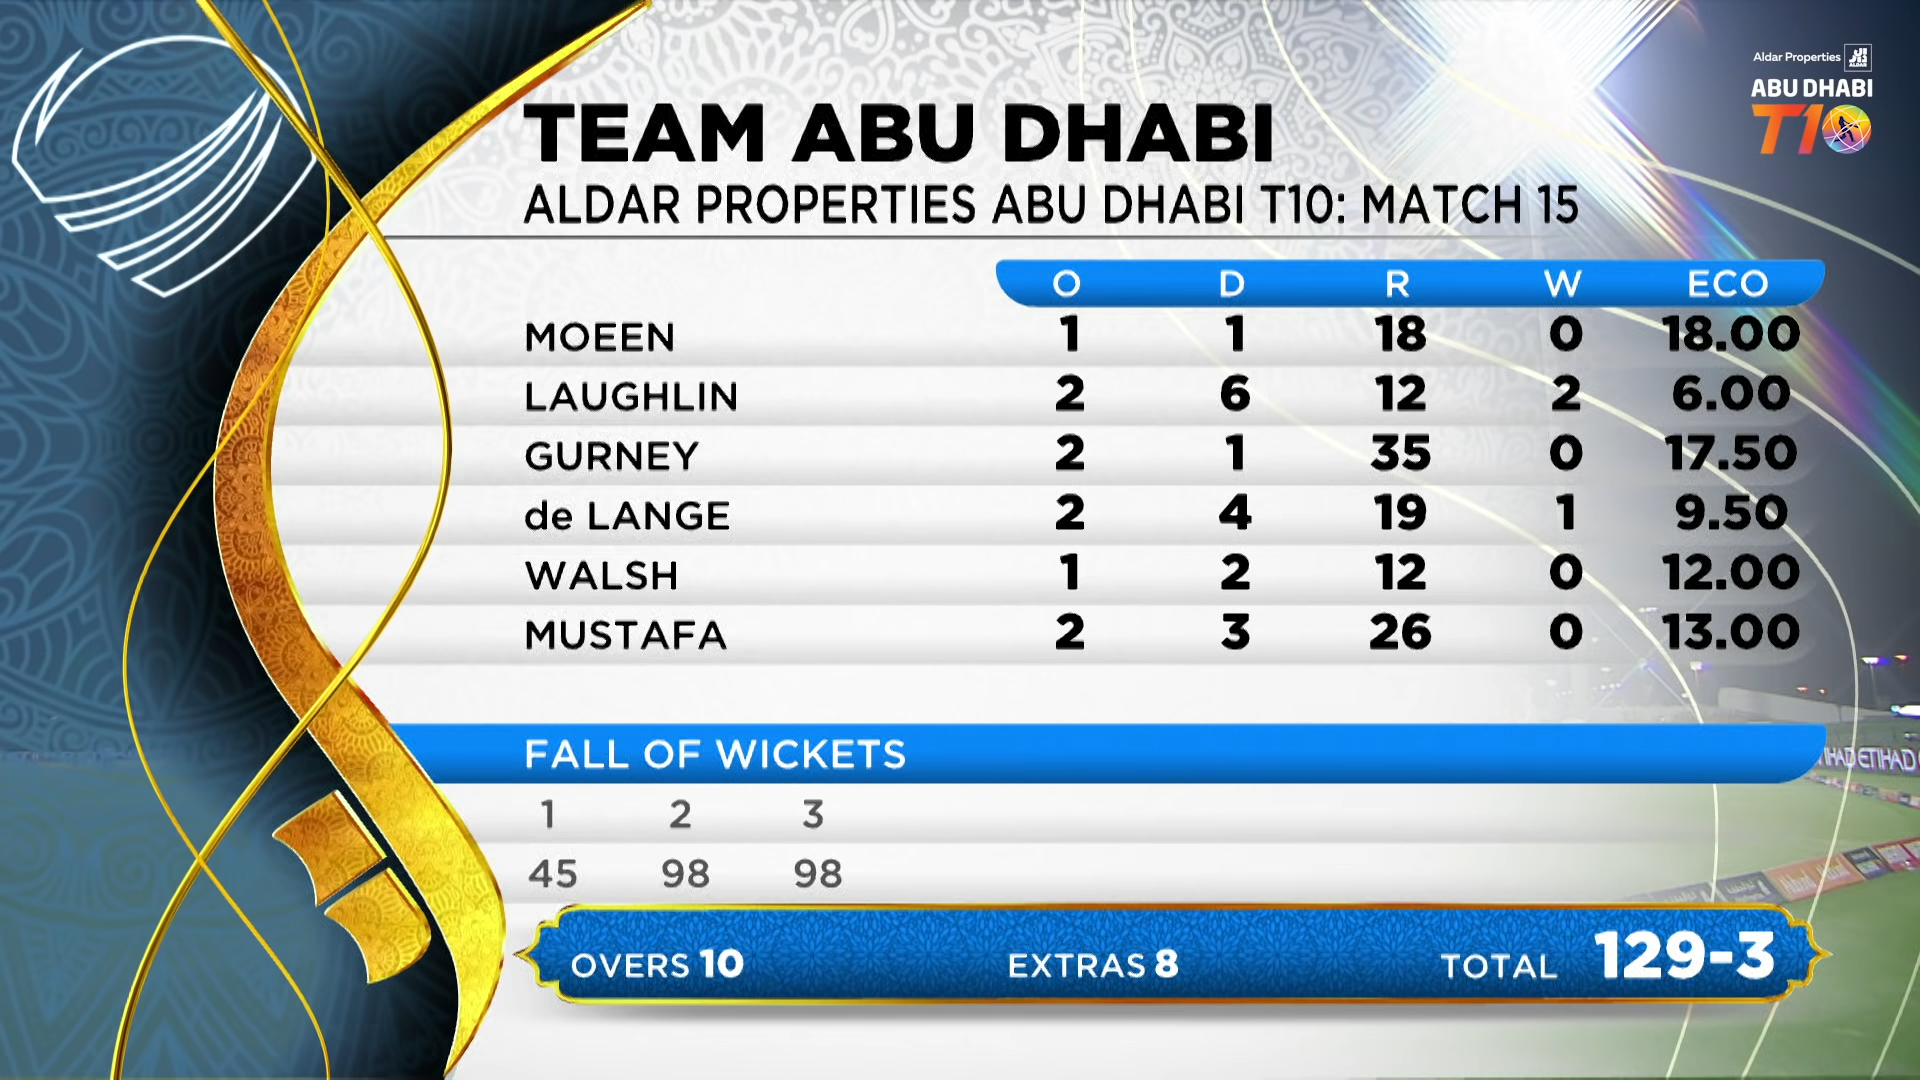 Aldar Properties
ALDAR
ABU DHABI
T10
TEAM ABU DHABI
ALDAR PROPERTIES ABU DHABI T10: MATCH 15
O D R W ECO
MOEEN 1 1 18 0 18.00
LAUGHLIN 2 6 12 2 6.00
GURNEY 2 1 35 0 17.50
de LANGE 2 4 19 1 9.50
WALSH 1 2 12 0 12.00
MUSTAFA 2 3 26 0 13.00
FALL OF WICKETS
ETIHAD
1 2 3
45 98 98
OVERS 10 EXTRAS 8 TOTAL 129-3